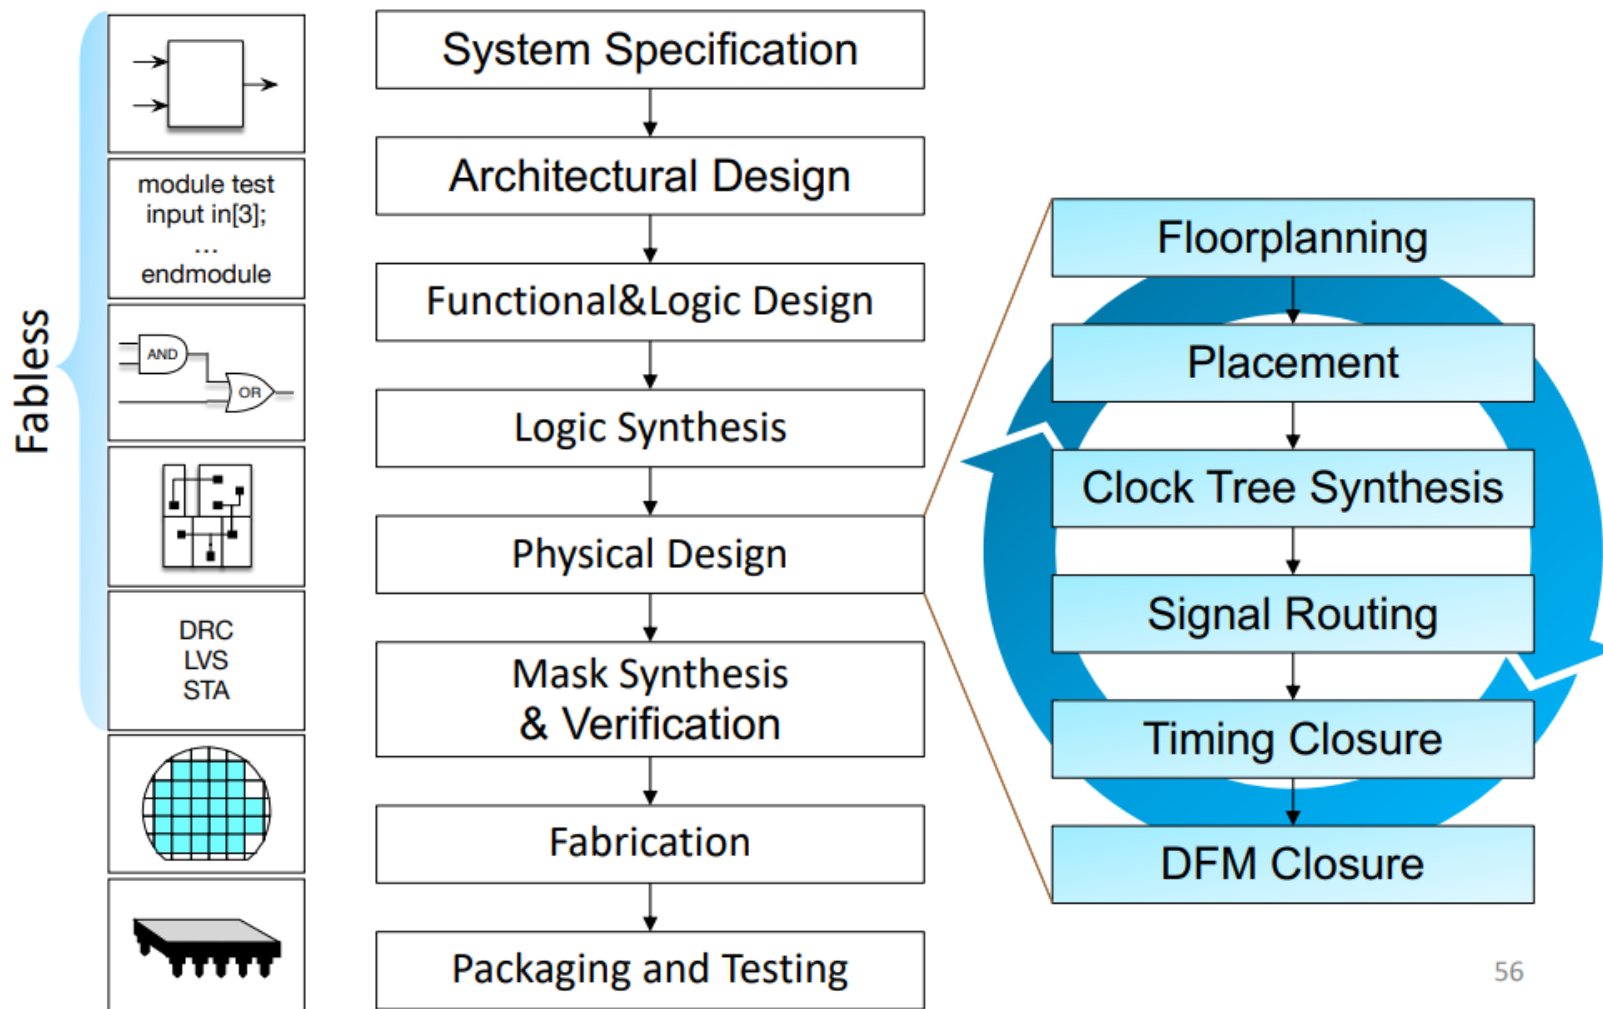 Fabless
module test
input in[3];
...
endmodule
AND
OR
DRC
LVS
STA
System Specification
Architectural Design
Functional&Logic Design
Logic Synthesis
Physical Design
Mask Synthesis
& Verification
Fabrication
Packaging and Testing
Floorplanning
Placement
Clock Tree Synthesis
Signal Routing
Timing Closure
DFM Closure
56